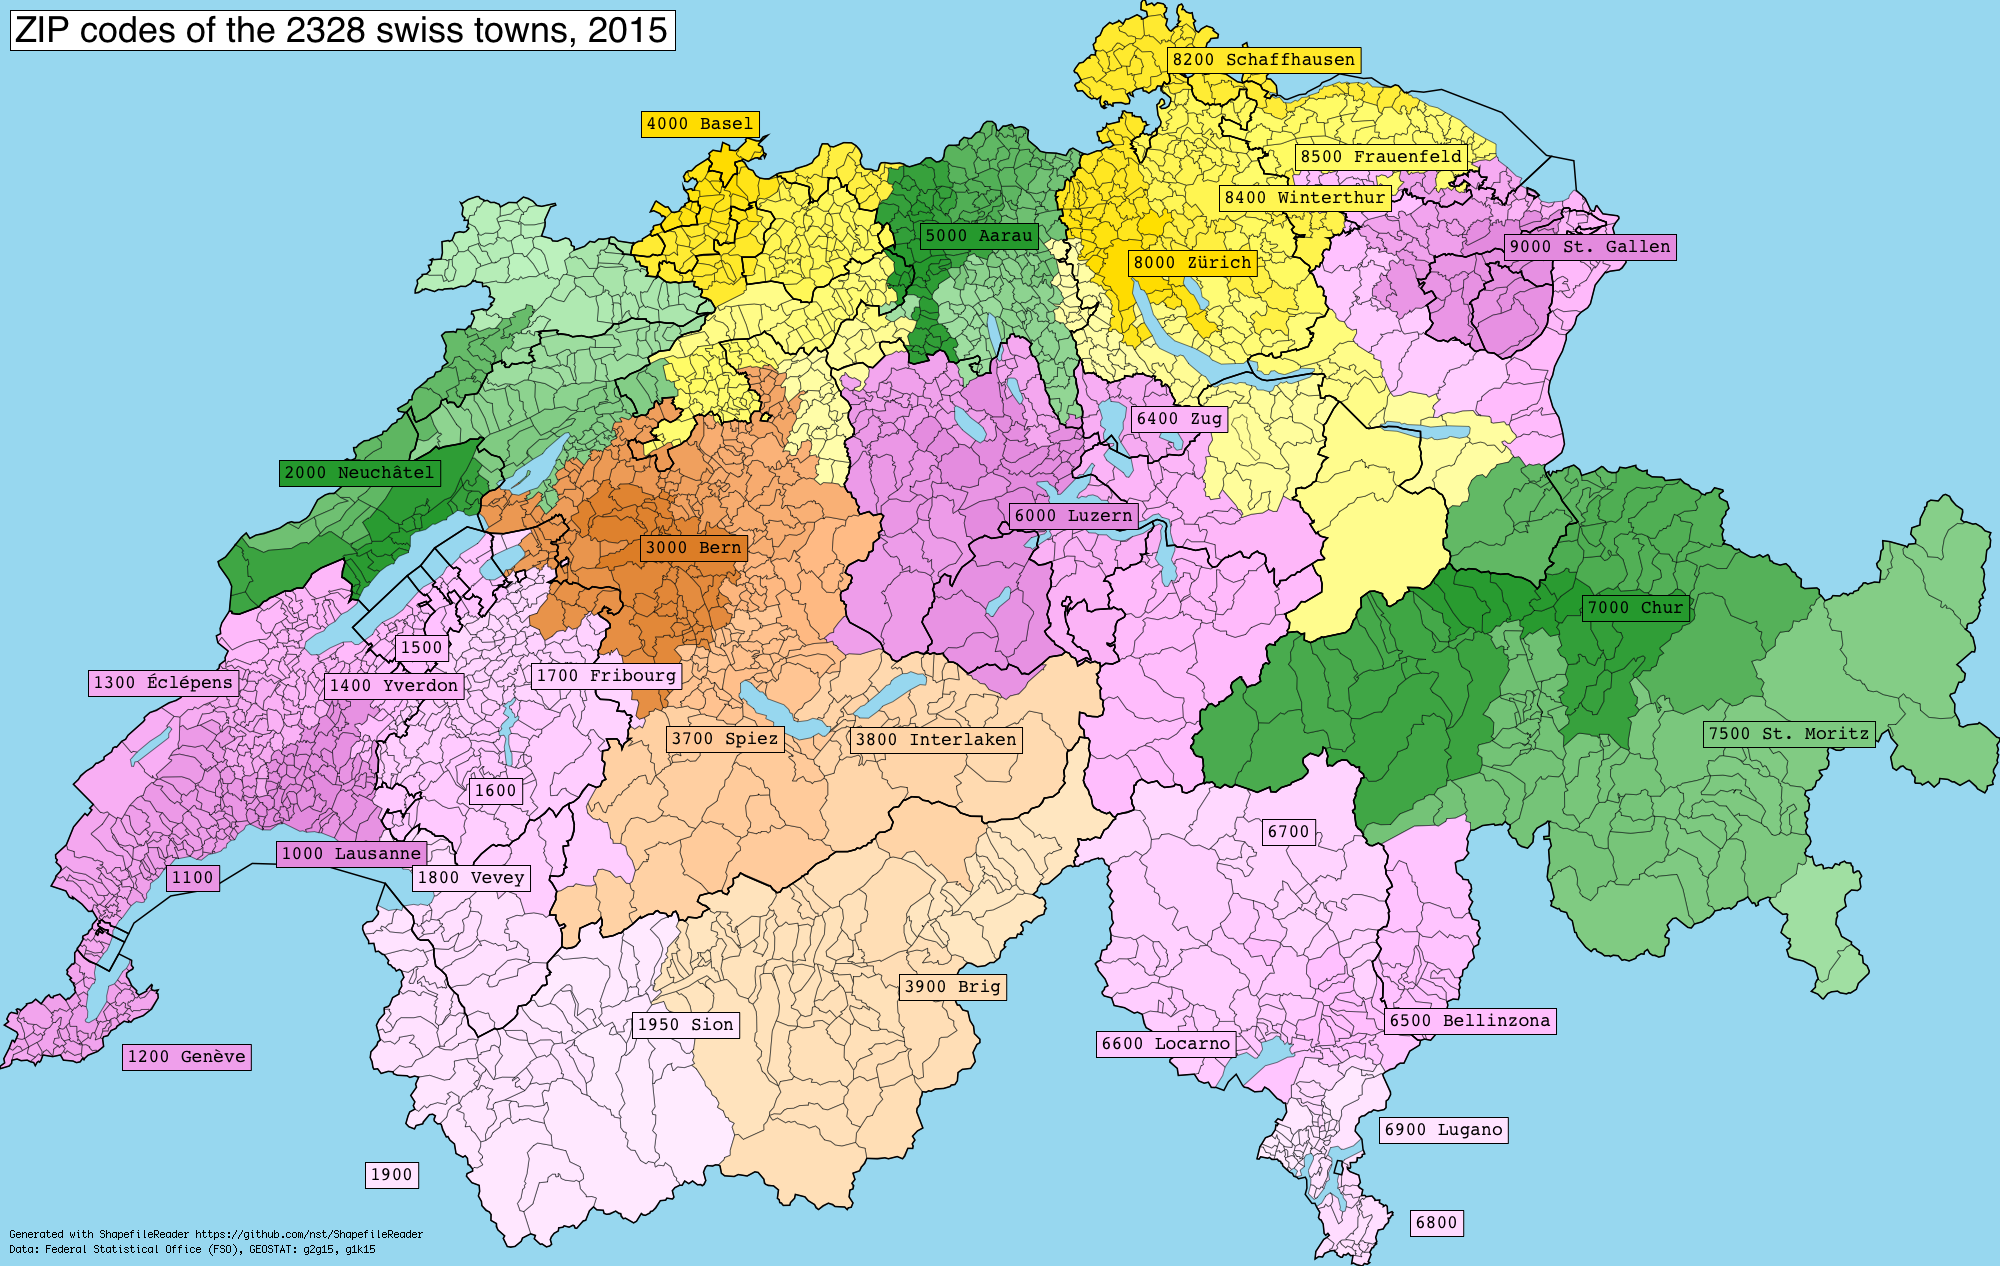 ZIP codes of the 2328 swiss towns, 2015
8200 Schaffhausen
4000 Basel
8500 Frauenfeld
8400 Winterthur
5000 Aarau
9000 St. Gallen
8000 Zürich
6400 Zug
2000 Neuchâtel
6000 Luzern
3000 Bern
7000 Chur
1500
1700 Fribourg
1300 Éclépens
1400 Yverdon
7500 St. Moritz
3700 Spiez
3800 Interlaken
1600
6700
1000 Lausanne
1100
1800 Vevey
3900 Brig
6500 Bellinzona
1950 Sion
6600 Locarno
1200 Genève
6900 Lugano
1900
6800
Generated with ShapefileReader https://github.com/nst/ShapefileReader
Data: Federal Statistical Office (FSO), GEOSTAT: g2g15, g1k15